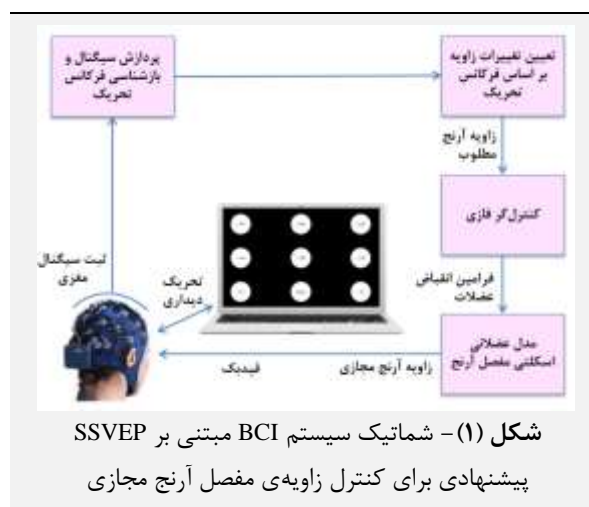 پردازش سیگنال و
بازشناسی فرکانس
تحریک
تعیین تغییرات زاویه
بر اساس فرکانس
تحریک
زاویه آرنج
مطلوب
کنترل‌گر فازی
ثبت سیگنال
مغزی
تحریک
دیداری
فرامین انقباض
عضلات
مدل عضلانی
اسکلتی مفصل آرنج
زاویه آرنج مجازی
فیدبک
شکل (۱)- شماتیک سیستم BCI مبتنی بر SSVEP
پیشنهادی برای کنترل زاویه‌ی مفصل آرنج مجازی